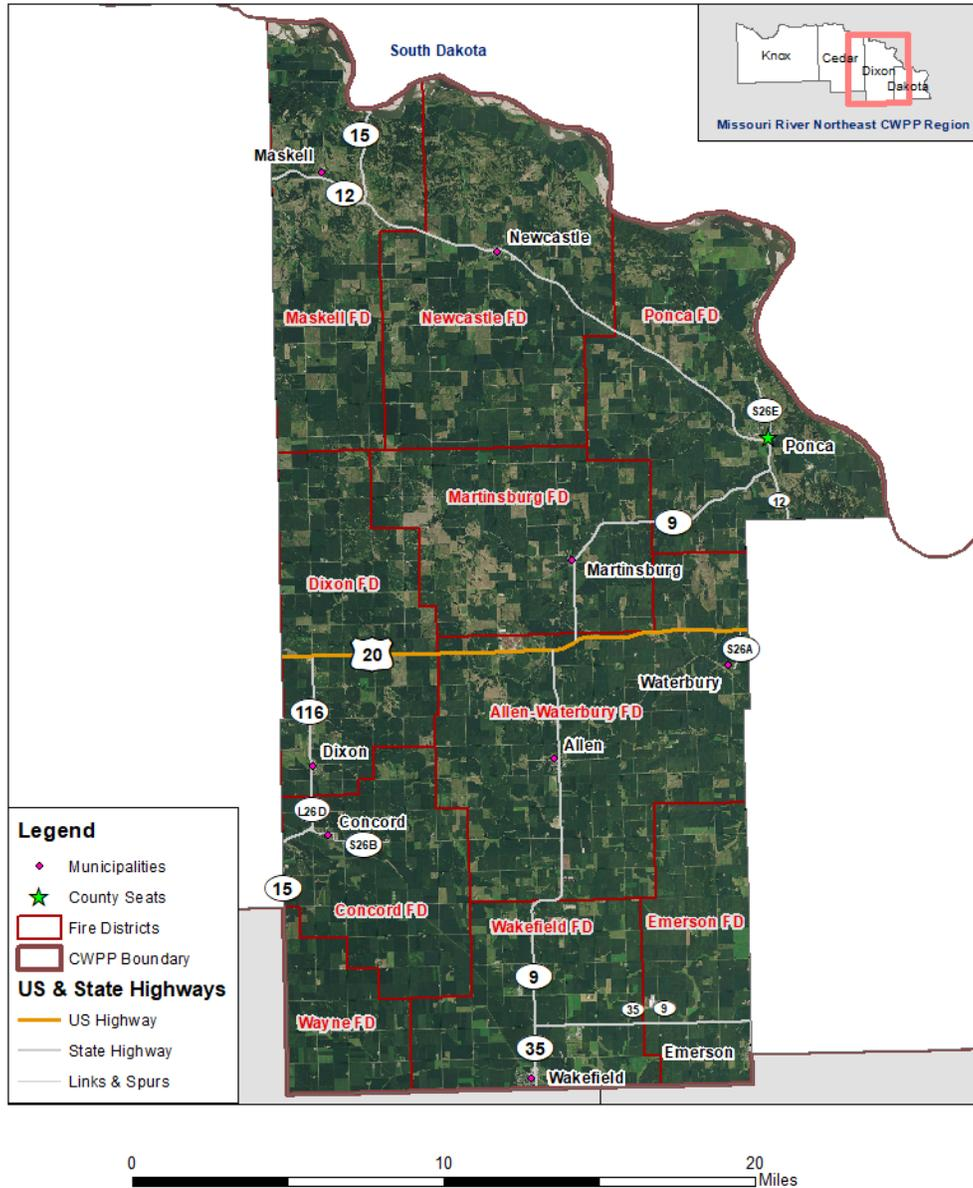 South Dakota
Knox
Cedar
Dixon
Dakota
Missouri River Northeast CWPP Region
15
Maskell
12
Newcastle
Maskell FD
Newcastle FD
Ponca FD
S26E
Ponca
Martinsburg FD
12
9
Martinsburg
Dixon FD
20
S26A
Waterbury
116
Allen-Waterbury FD
Dixon
Allen
L26D
Concord
S26B
15
Concord FD
Wakefield FD
Emerson FD
9
35
9
Wayne FD
35
Emerson
Wakefield
Legend
Municipalities
County Seats
Fire Districts
CWPP Boundary
US & State Highways
US Highway
State Highway
Links & Spurs
0
10
20
Miles